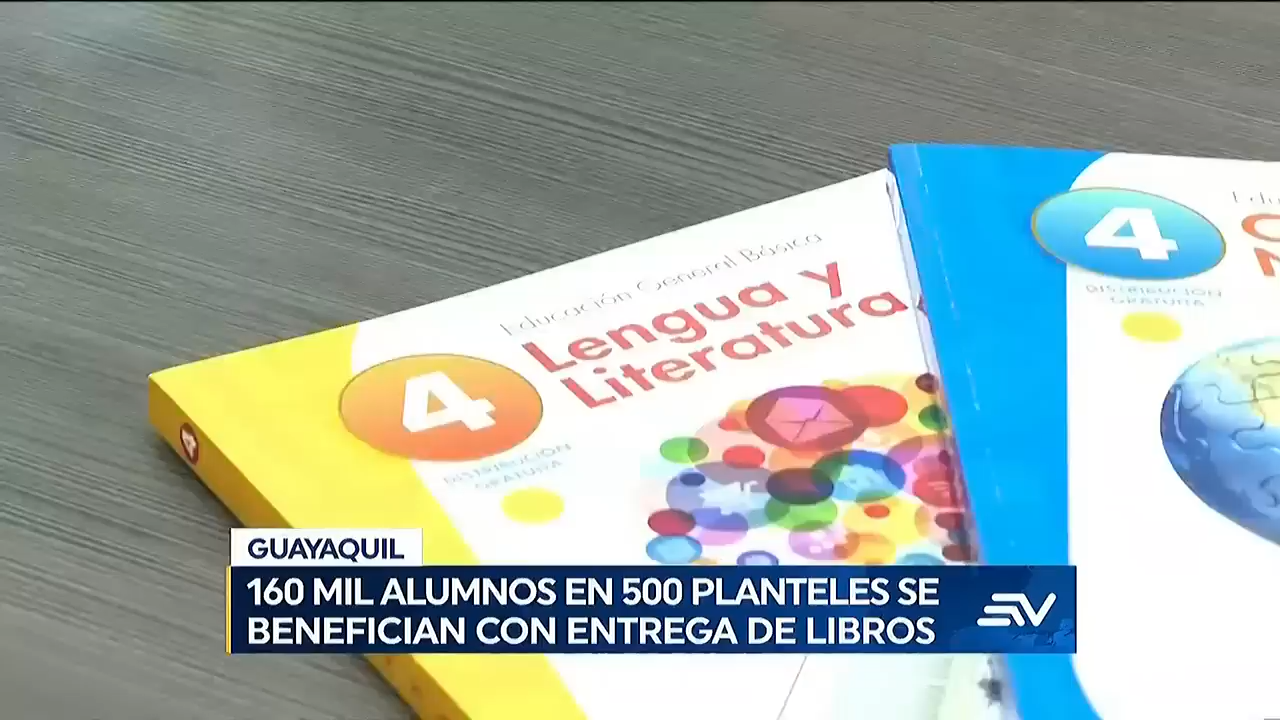 Educación General Básica
Lengua y
Literatura
4
DISTRIBUCIÓN
GRATUITA
4
DISTRIBUCIÓN
GRATUITA
GUAYAQUIL
160 MIL ALUMNOS EN 500 PLANTELES SE
BENEFICIAN CON ENTREGA DE LIBROS